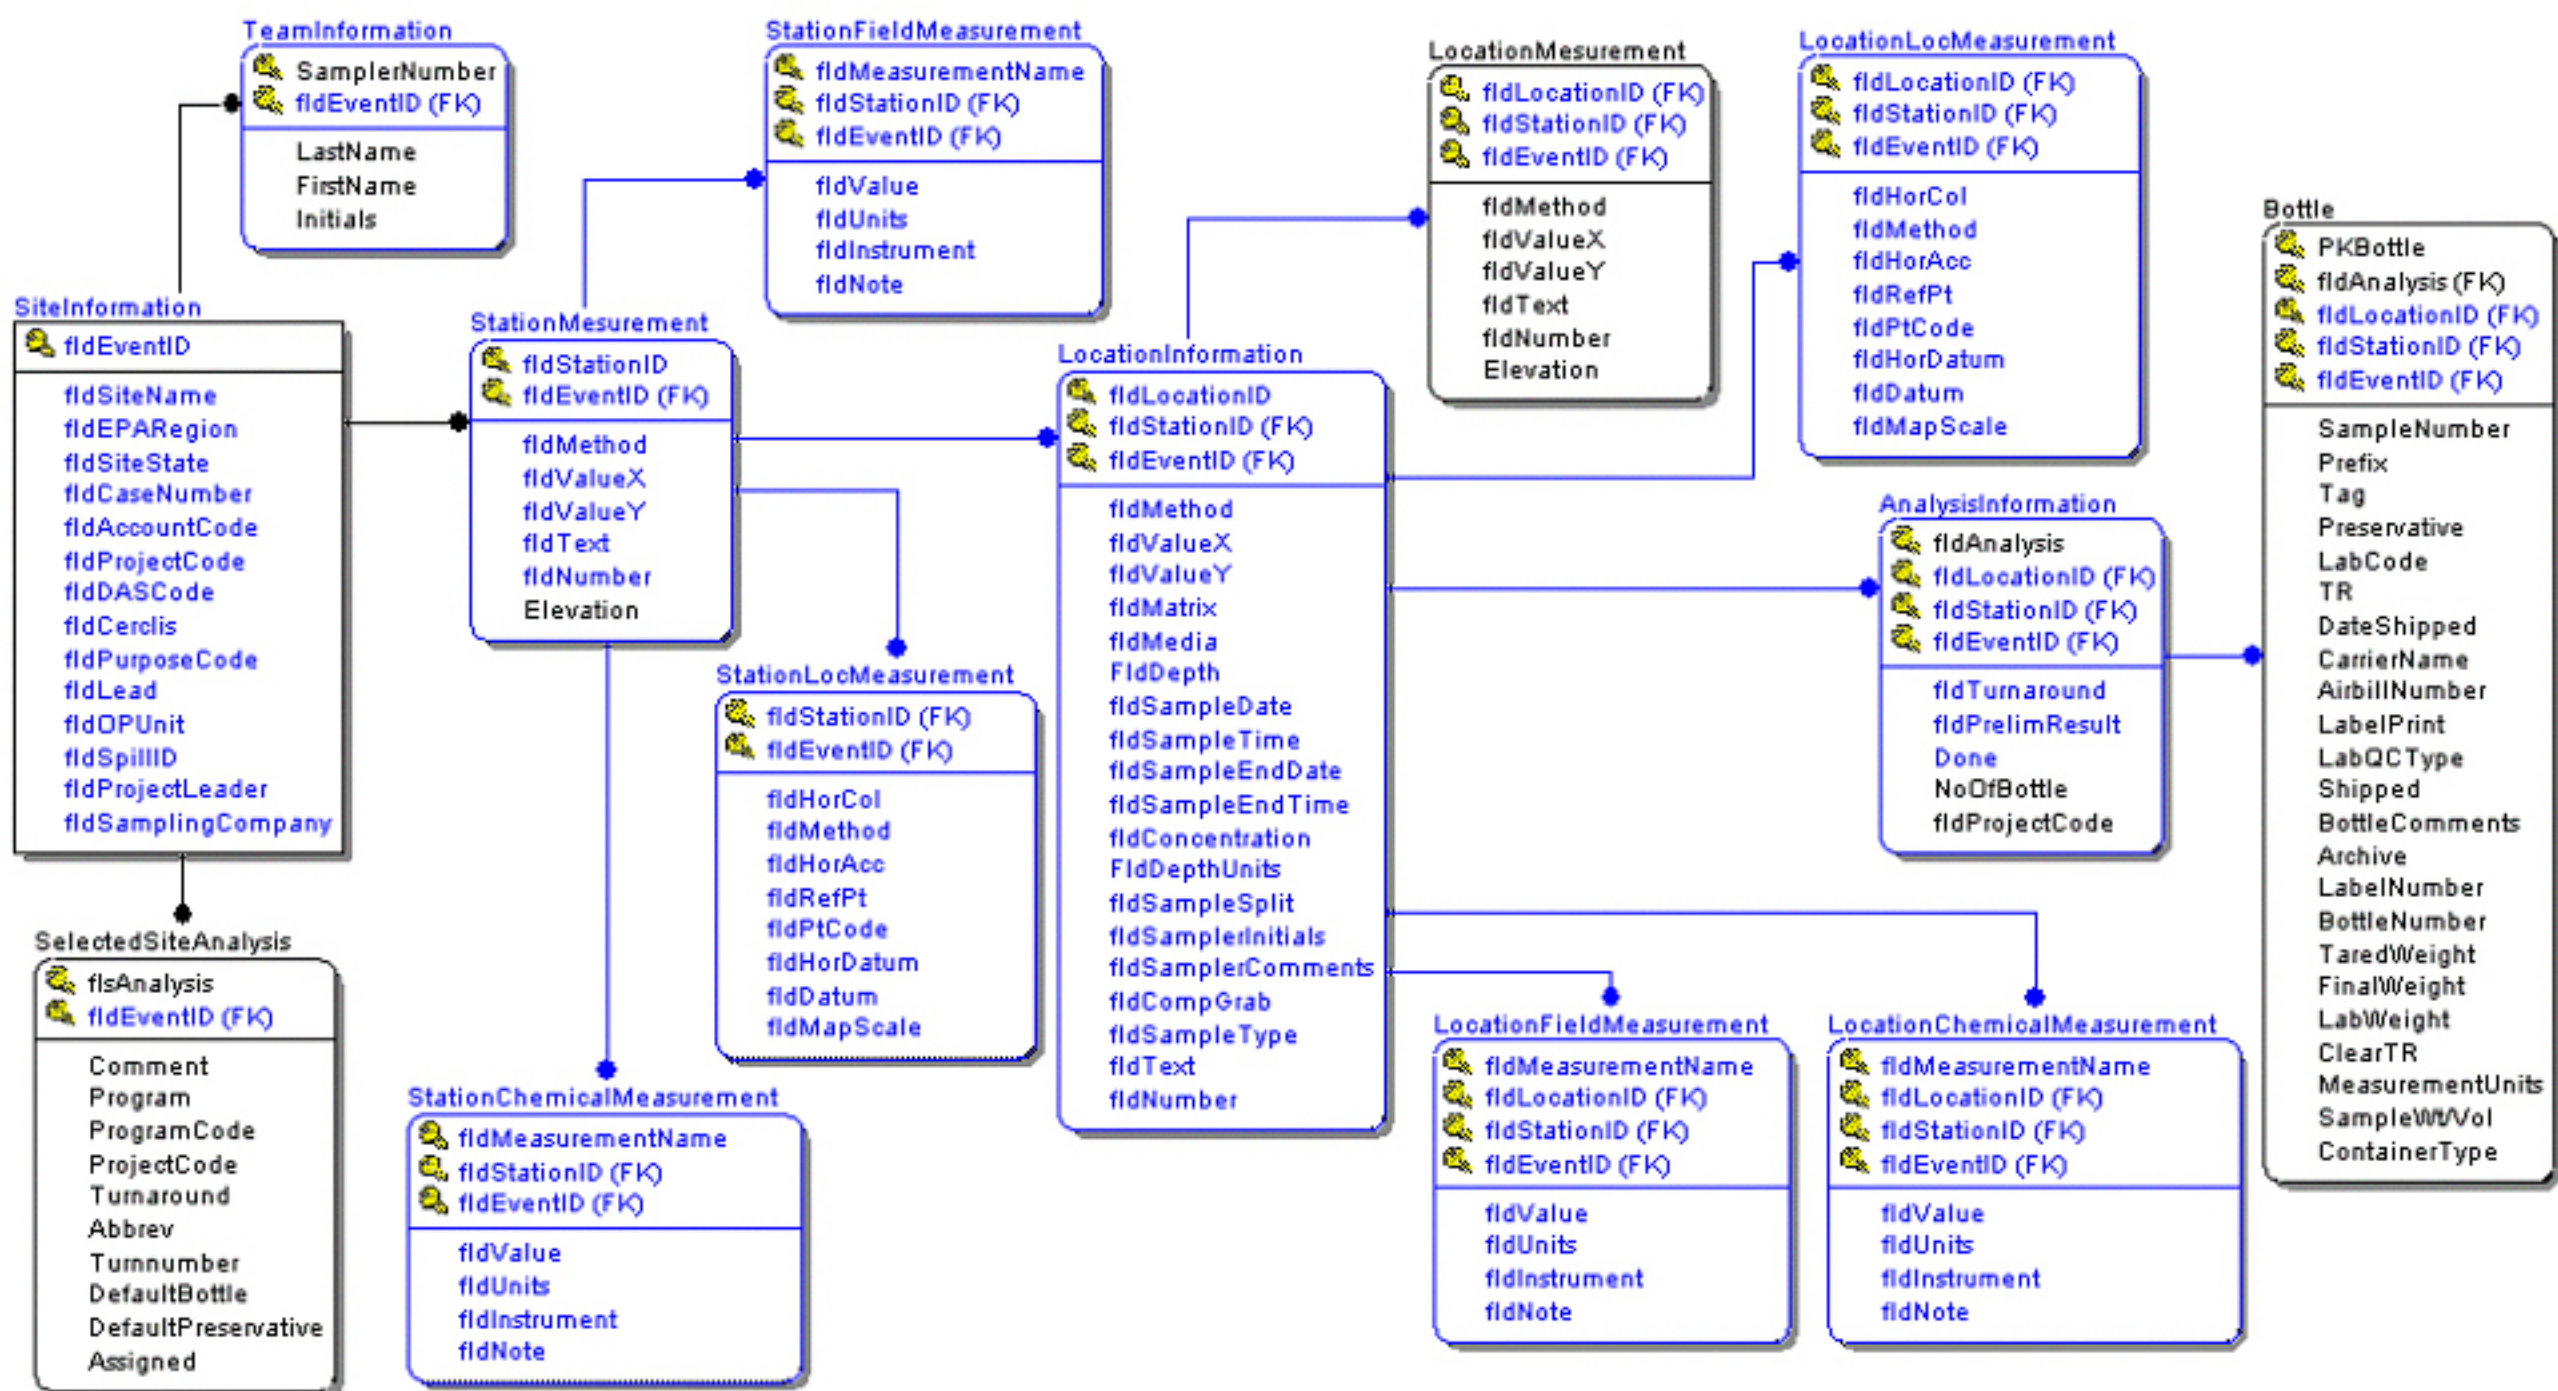 TeamInformation
SamplerNumber
fldEventID (FK)
LastName
FirstName
Initials
StationFieldMeasurement
fldMeasurementName
fldStationID (FK)
fldEventID (FK)
fldValue
fldUnits
fldInstrument
fldNote
LocationMesurement
fldLocationID (FK)
fldStationID (FK)
fldEventID (FK)
fldMethod
fldValueX
fldValueY
fldText
fldNumber
Elevation
LocationLocMeasurement
fldLocationID (FK)
fldStationID (FK)
fldEventID (FK)
fldHorCol
fldMethod
fldHorAcc
fldRefPt
fldPtCode
fldHorDatum
fldDatum
fldMapScale
Bottle
PKBottle
fldAnalysis (FK)
fldLocationID (FK)
fldStationID (FK)
fldEventID (FK)
SampleNumber
Prefix
Tag
Preservative
LabCode
TR
DateShipped
CarrierName
AirbillNumber
LabelPrint
LabQCType
Shipped
BottleComments
Archive
LabelNumber
BottleNumber
TaredWeight
FinalWeight
LabWeight
ClearTR
MeasurementUnits
SampleWt/Vol
ContainerType
SiteInformation
fldEventID
fldSiteName
fldEPARegion
fldSiteState
fldCaseNumber
fldAccountCode
fldProjectCode
fldDASCode
fldCerclis
fldPurposeCode
fldLead
fldOPUnit
fldSpillID
fldProjectLeader
fldSamplingCompany
StationMesurement
fldStationID
fldEventID (FK)
fldMethod
fldValueX
fldValueY
fldText
fldNumber
Elevation
LocationInformation
fldLocationID
fldStationID (FK)
fldEventID (FK)
fldMethod
fldValueX
fldValueY
fldMatrix
fldMedia
FldDepth
fldSampleDate
fldSampleTime
fldSampleEndDate
fldSampleEndTime
fldConcentration
FldDepthUnits
fldSampleSplit
fldSamplerInitials
fldSamplerComments
fldCompGrab
fldSampleType
fldText
fldNumber
AnalysisInformation
fldAnalysis
fldLocationID (FK)
fldStationID (FK)
fldEventID (FK)
fldTurnaround
fldPrelimResult
Done
NoOfBottle
fldProjectCode
StationLocMeasurement
fldStationID (FK)
fldEventID (FK)
fldHorCol
fldMethod
fldHorAcc
fldRefPt
fldPtCode
fldHorDatum
fldDatum
fldMapScale
SelectedSiteAnalysis
flsAnalysis
fldEventID (FK)
Comment
Program
ProgramCode
ProjectCode
Turnaround
Abbrev
Turnnumber
DefaultBottle
DefaultPreservative
Assigned
StationChemicalMeasurement
fldMeasurementName
fldStationID (FK)
fldEventID (FK)
fldValue
fldUnits
fldInstrument
fldNote
LocationFieldMeasurement
fldMeasurementName
fldLocationID (FK)
fldStationID (FK)
fldEventID (FK)
fldValue
fldUnits
fldInstrument
fldNote
LocationChemicalMeasurement
fldMeasurementName
fldLocationID (FK)
fldStationID (FK)
fldEventID (FK)
fldValue
fldUnits
fldInstrument
fldNote